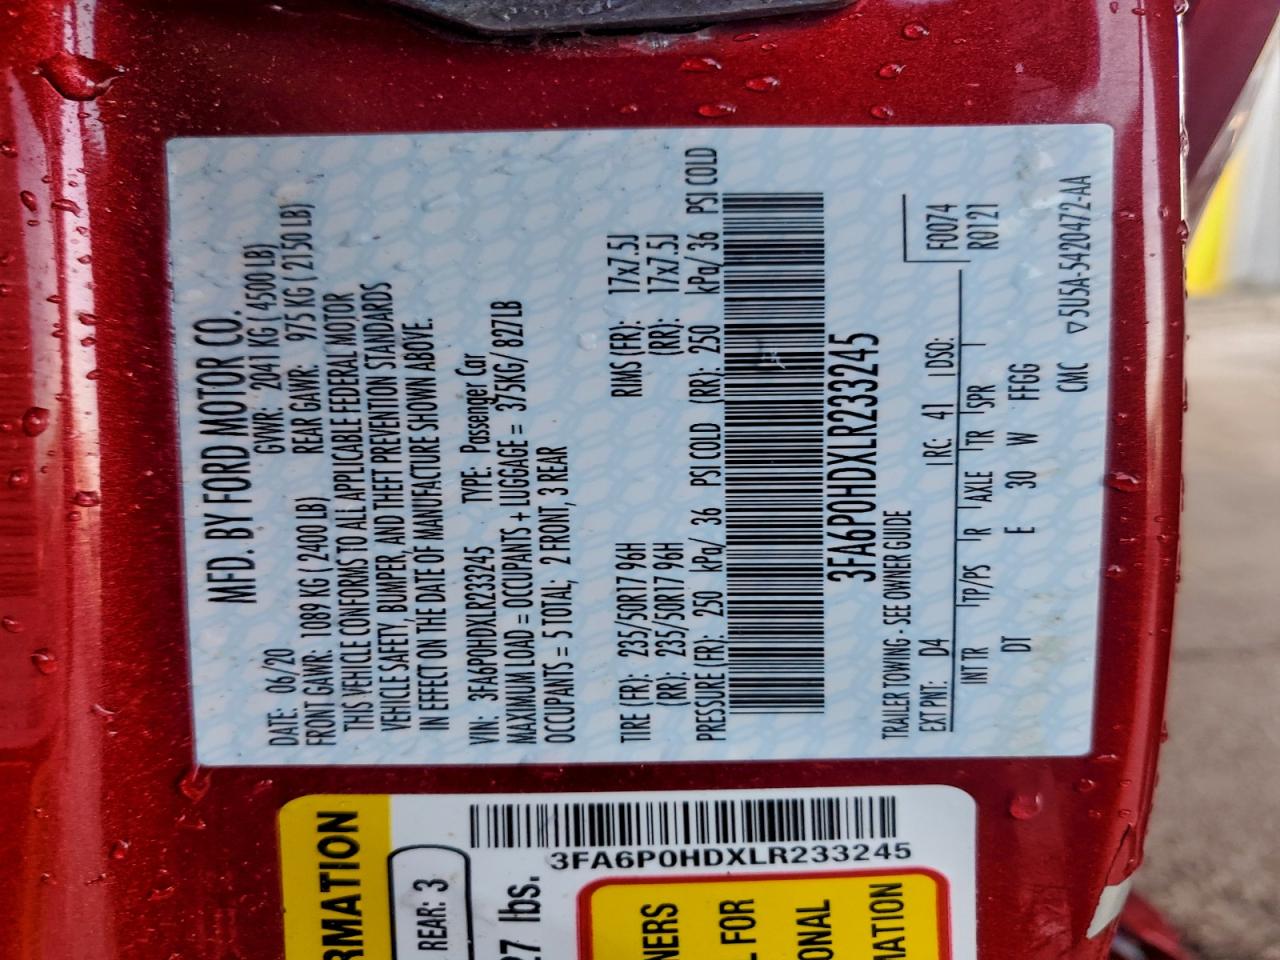 MFD. BY FORD MOTOR CO.
DATE: 06/20 GVWR: 2041 KG ( 4500 LB)
FRONT GAWR: 1089 KG ( 2400 LB) REAR GAWR: 975 KG ( 2150 LB)
THIS VEHICLE CONFORMS TO ALL APPLICABLE FEDERAL MOTOR
VEHICLE SAFETY, BUMPER, AND THEFT PREVENTION STANDARDS
IN EFFECT ON THE DATE OF MANUFACTURE SHOWN ABOVE.
VIN: 3FA6P0HDXLR233245 TYPE: Passenger Car
MAXIMUM LOAD = OCCUPANTS + LUGGAGE = 375KG/ 827LB
OCCUPANTS = 5 TOTAL; 2 FRONT, 3 REAR
TIRE (FR): 235/50R17 96H RIMS (FR): 17x7.5J
(RR): 235/50R17 96H (RR): 17x7.5J
PRESSURE (FR): 250 kPa/ 36 PSI COLD (RR): 250 kPa/ 36 PSI COLD
3FA6P0HDXLR233245
TRAILER TOWING - SEE OWNER GUIDE F0074
EXT PNT: D4 RC: 41 DSO: R0121
INT TR TP/PS R AXLE TR SPR
DT E 30 W FFGG
CMC ▽5U5A-5420472-AA
RMATION
REAR: 3
27 lbs.
3FA6P0HDXLR233245
NERS
L FOR
ONAL
MATION